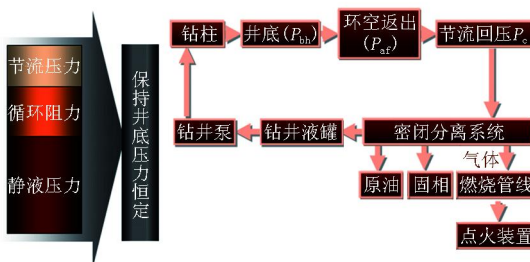 节流压力
循环阻力
静液压力
保持井底压力恒定
钻柱
井底(Pbh)
环空返出
(Paf)
节流回压Pc
钻井泵
钻井液罐
密闭分离系统
气体
原油
固相
燃烧管线
点火装置